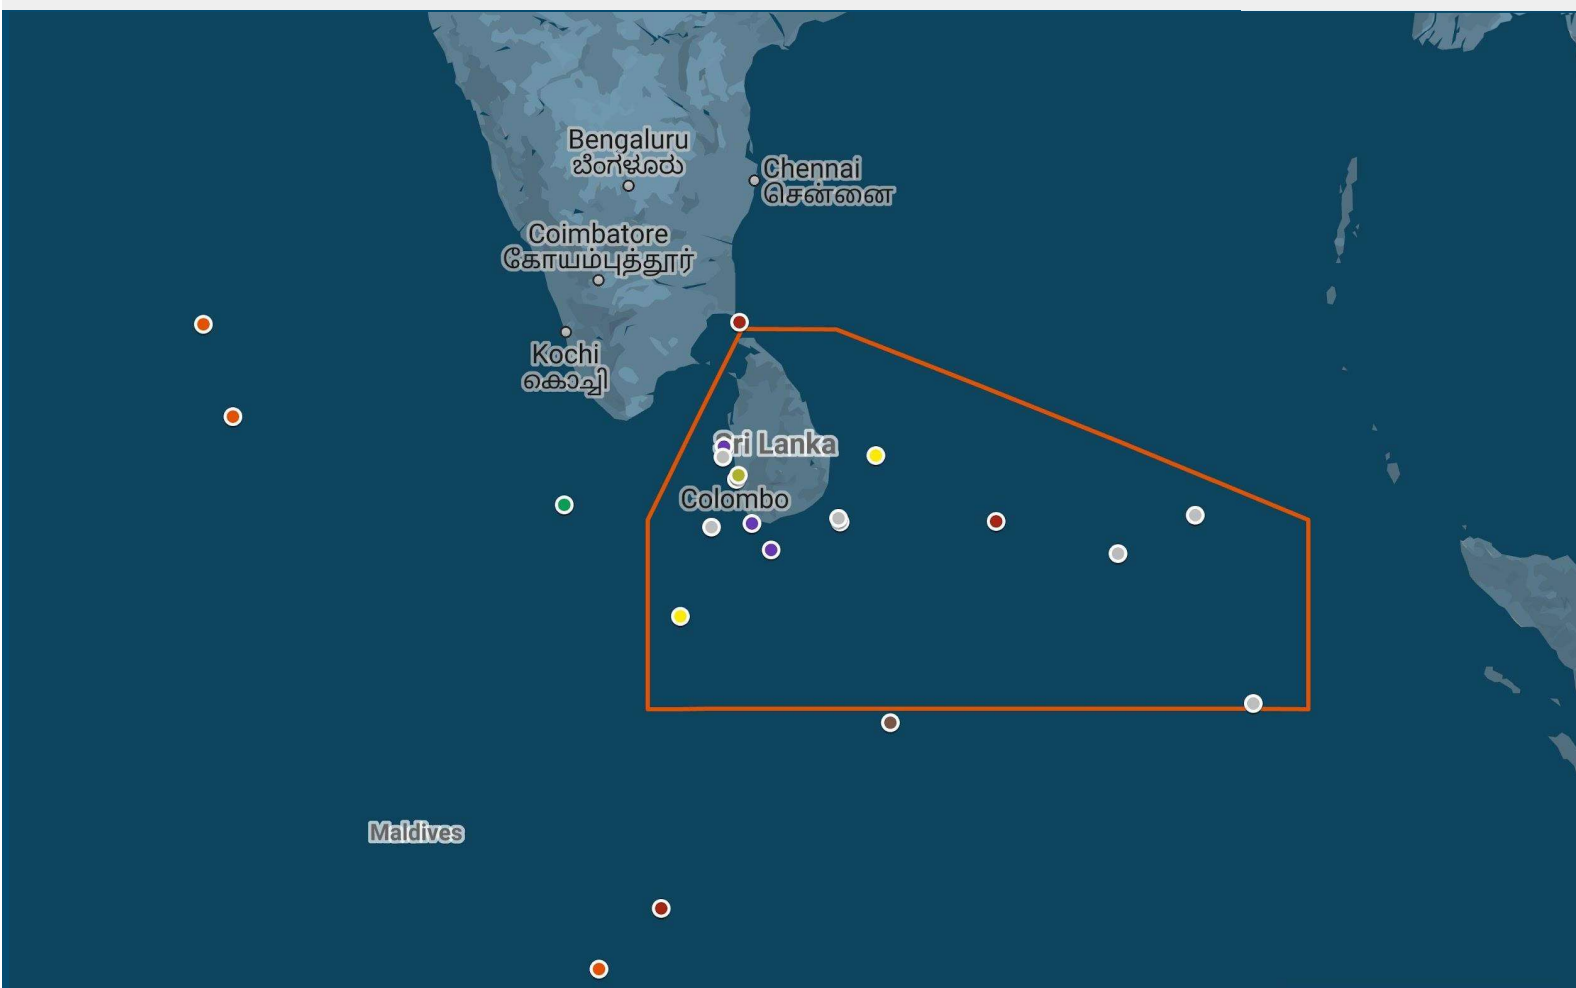 Bengaluru
ಬೆಂಗಳೂರು
Chennai
சென்னை
Coimbatore
கோயம்புத்தூர்
Kochi
കൊച്ചി
Sri Lanka
Colombo
Maldives